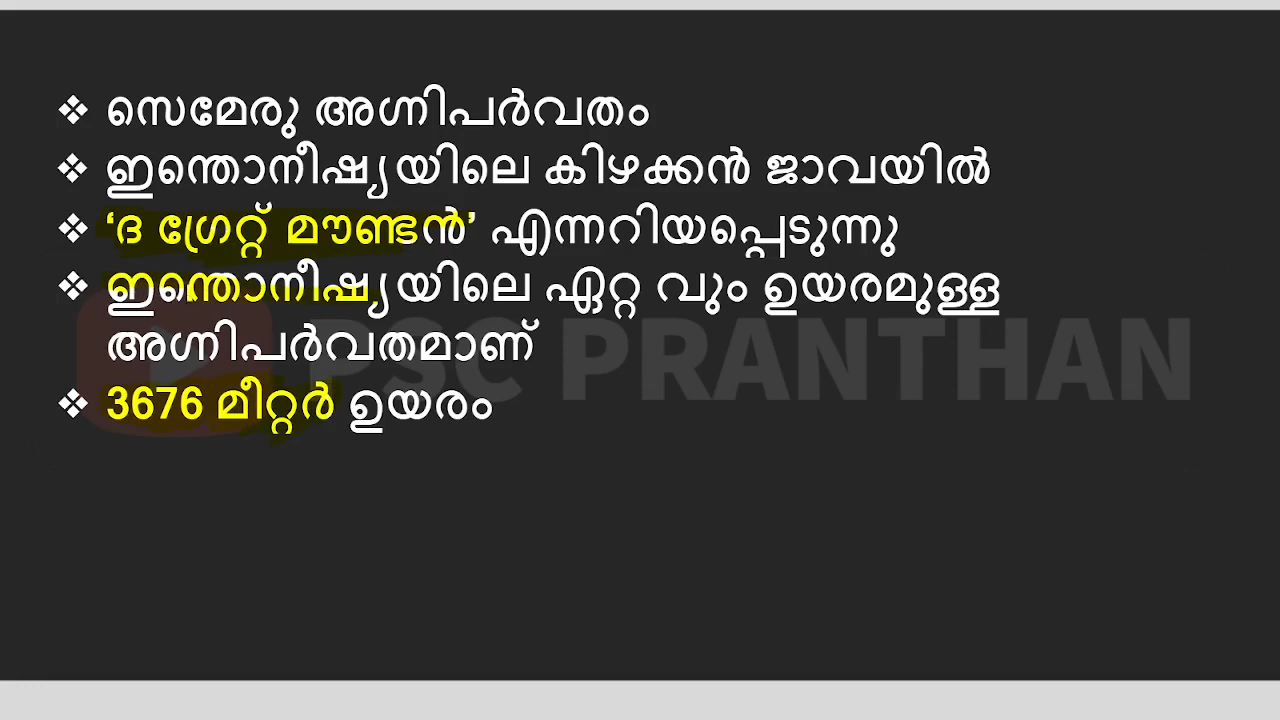 ❖ സെമേരു അഗ്നിപർവതം
❖ ഇന്തൊനീഷ്യയിലെ കിഴക്കൻ ജാവയിൽ
❖ ‘ദ ഗ്രേറ്റ് മൗണ്ടൻ’ എന്നറിയപ്പെടുന്നു
❖ ഇന്തൊനീഷ്യയിലെ ഏറ്റ വും ഉയരമുള്ള
അഗ്നിപർവതമാണ്
PSC PRANTHAN
❖ 3676 മീറ്റർ ഉയരം